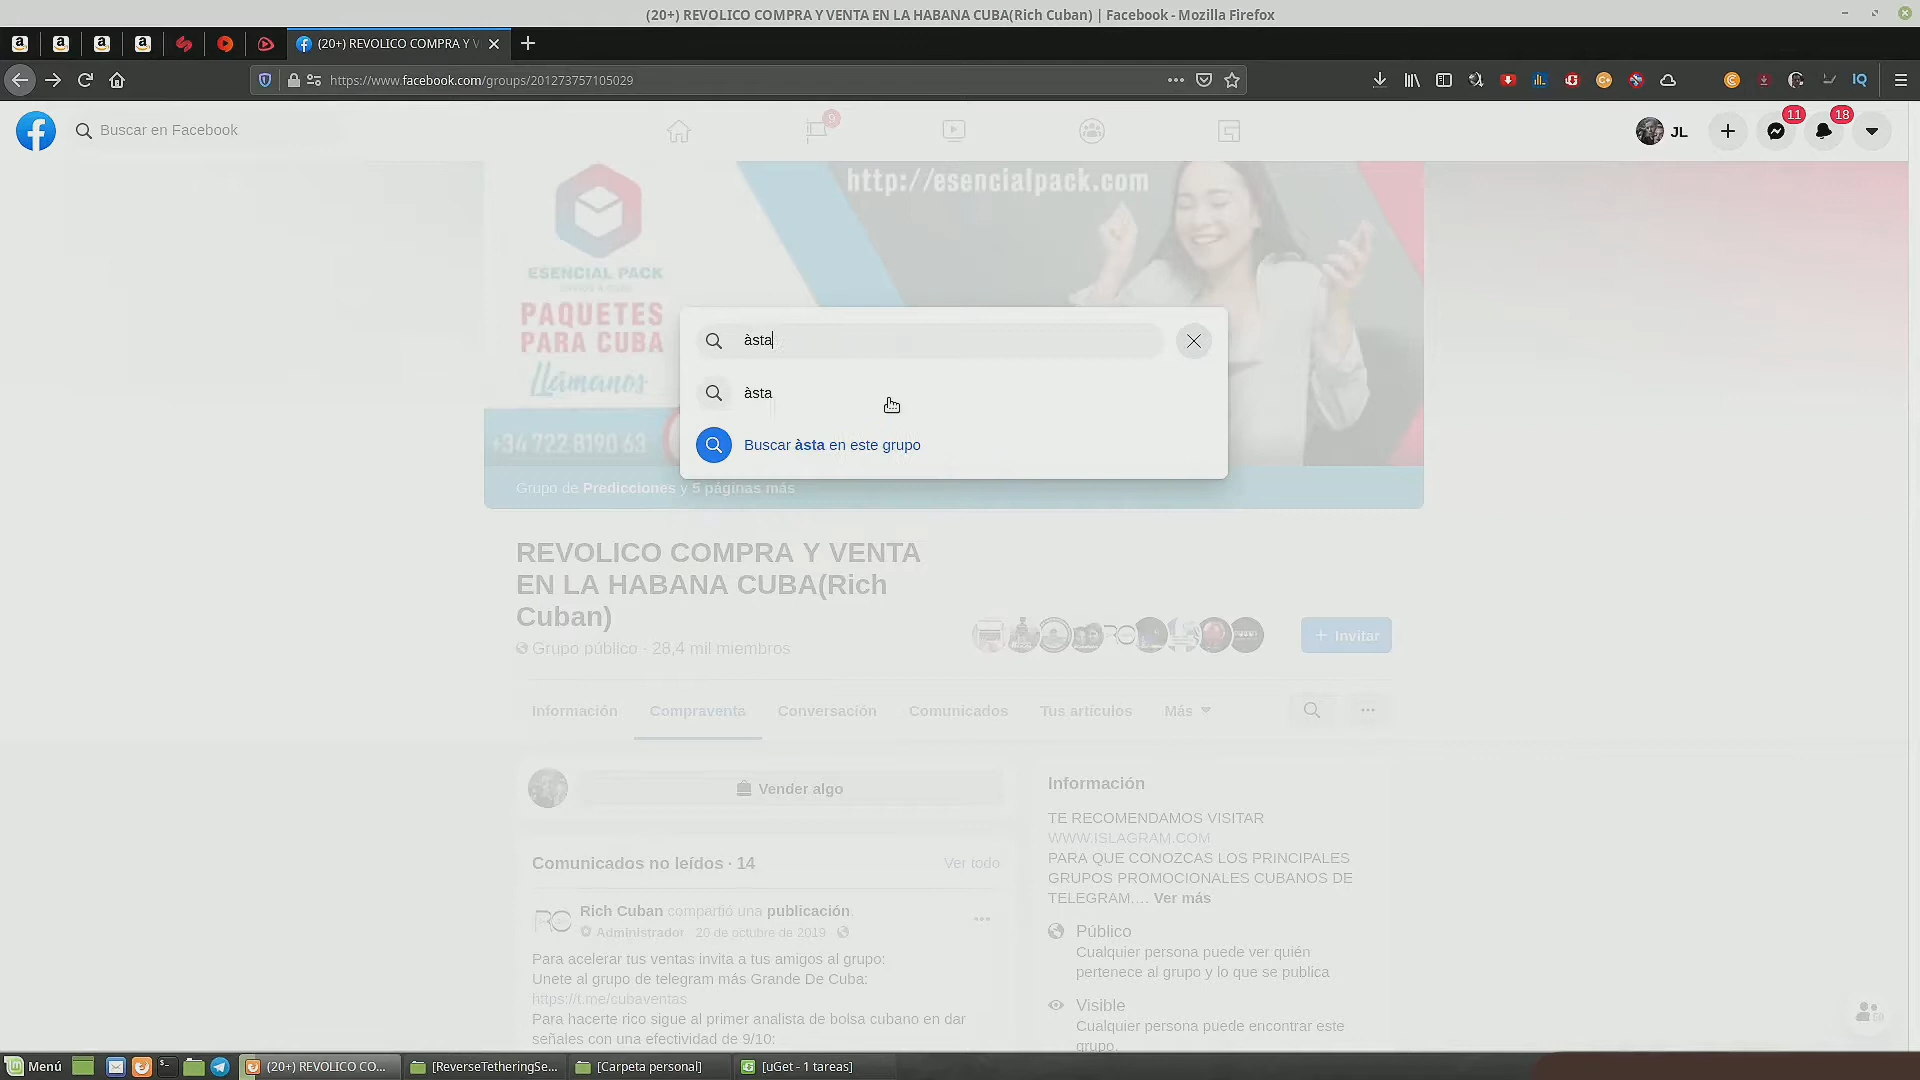 (20+) REVOLICO COMPRA Y VENTA EN LA HABANA CUBA(Rich Cuban) | Facebook - Mozilla Firefox
(20+) REVOLICO COMPRA Y V
https://www.facebook.com/groups/201273757105029
Buscar en Facebook
9
JL
11
18
http://esencialpack.com
ESENCIAL PACK
PAQUETES
PARA CUBA
Llámanos
+34 722 8190 63
àsta
àsta
Buscar àsta en este grupo
Grupo de Predicciones y 5 páginas más
REVOLICO COMPRA Y VENTA
EN LA HABANA CUBA(Rich
Cuban)
Grupo público · 28,4 mil miembros
+ Invitar
Información
Compraventa
Conversación
Comunicados
Tus artículos
Más
Vender algo
Comunicados no leídos · 14
Ver todo
Rich Cuban compartió una publicación.
Administrador · 20 de octubre de 2019 ·
Para acelerar tus ventas invita a tus amigos al grupo:
Unete al grupo de telegram más Grande De Cuba:
https://t.me/cubaventas
Para hacerte rico sigue al primer analista de bolsa cubano en dar
señales con una efectividad de 9/10:
Información
TE RECOMENDAMOS VISITAR
WWW.ISLAGRAM.COM
PARA QUE CONOZCAS LOS PRINCIPALES
GRUPOS PROMOCIONALES CUBANOS DE
TELEGRAM.... Ver más
Público
Cualquier persona puede ver quién
pertenece al grupo y lo que se publica
Visible
Cualquier persona puede encontrar este
grupo.
Menú
(20+) REVOLICO CO...
[ReverseTetheringSe...
[Carpeta personal]
[uGet - 1 tareas]